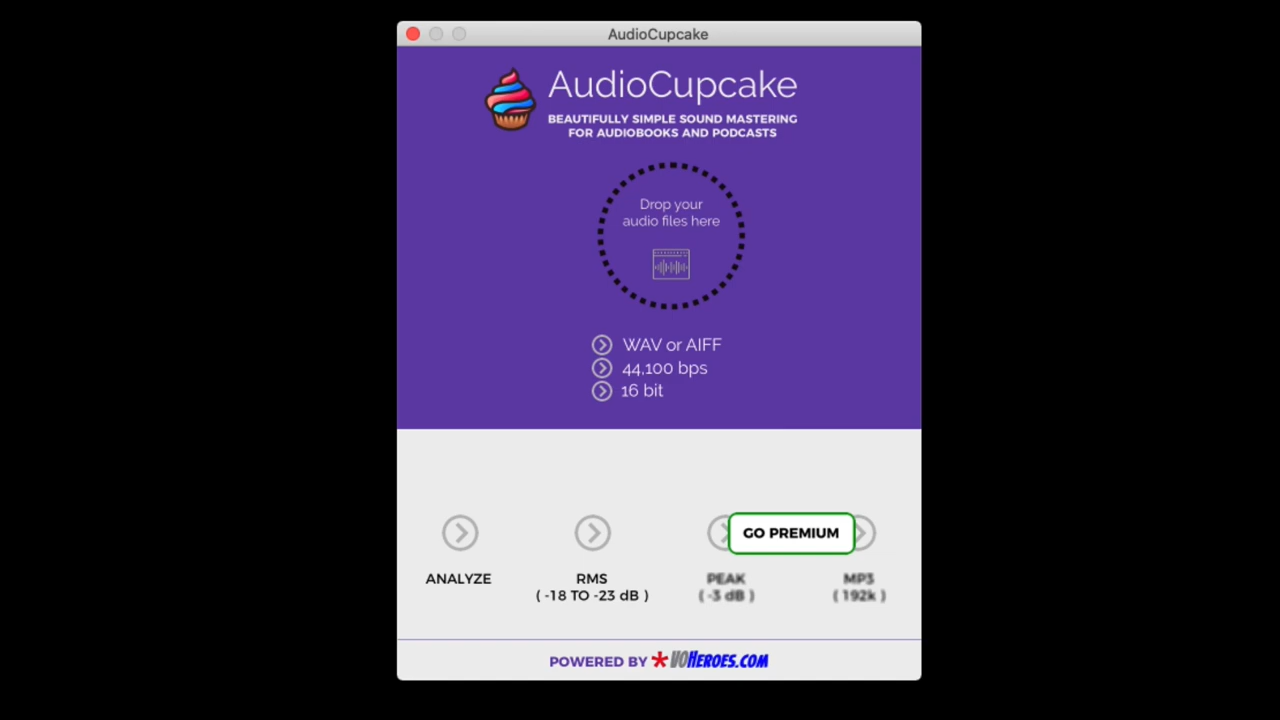 AudioCupcake
AudioCupcake
BEAUTIFULLY SIMPLE SOUND MASTERING
FOR AUDIOBOOKS AND PODCASTS
Drop your
audio files here
WAV or AIFF
44,100 bps
16 bit
GO PREMIUM
ANALYZE
RMS
( -18 TO -23 dB )
PEAK
( -3 dB )
MP3
( 192k )
POWERED BY *VOHEROES.COM